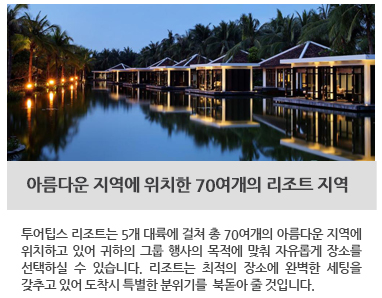 아름다운 지역에 위치한 70여개의 리조트 지역
투어팁스 리조트는 5개 대륙에 걸쳐 총 70여개의 아름다운 지역에
위치하고 있어 귀하의 그룹 행사의 목적에 맞춰 자유롭게 장소를
선택하실 수 있습니다. 리조트는 최적의 장소에 완벽한 세팅을
갖추고 있어 도착시 특별한 분위기를 북돋아 줄 것입니다.